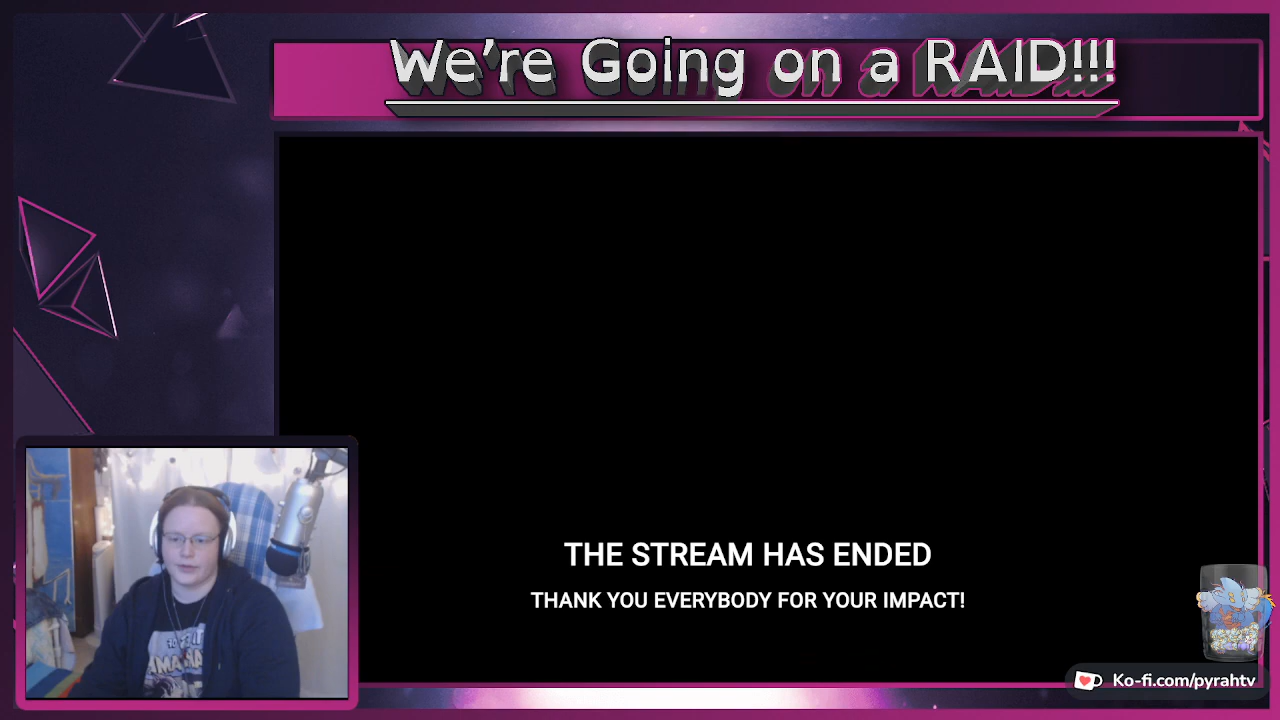 We're Going on a RAID!!!
THE STREAM HAS ENDED
THANK YOU EVERYBODY FOR YOUR IMPACT!
Ko-fi.com/pyrahtv